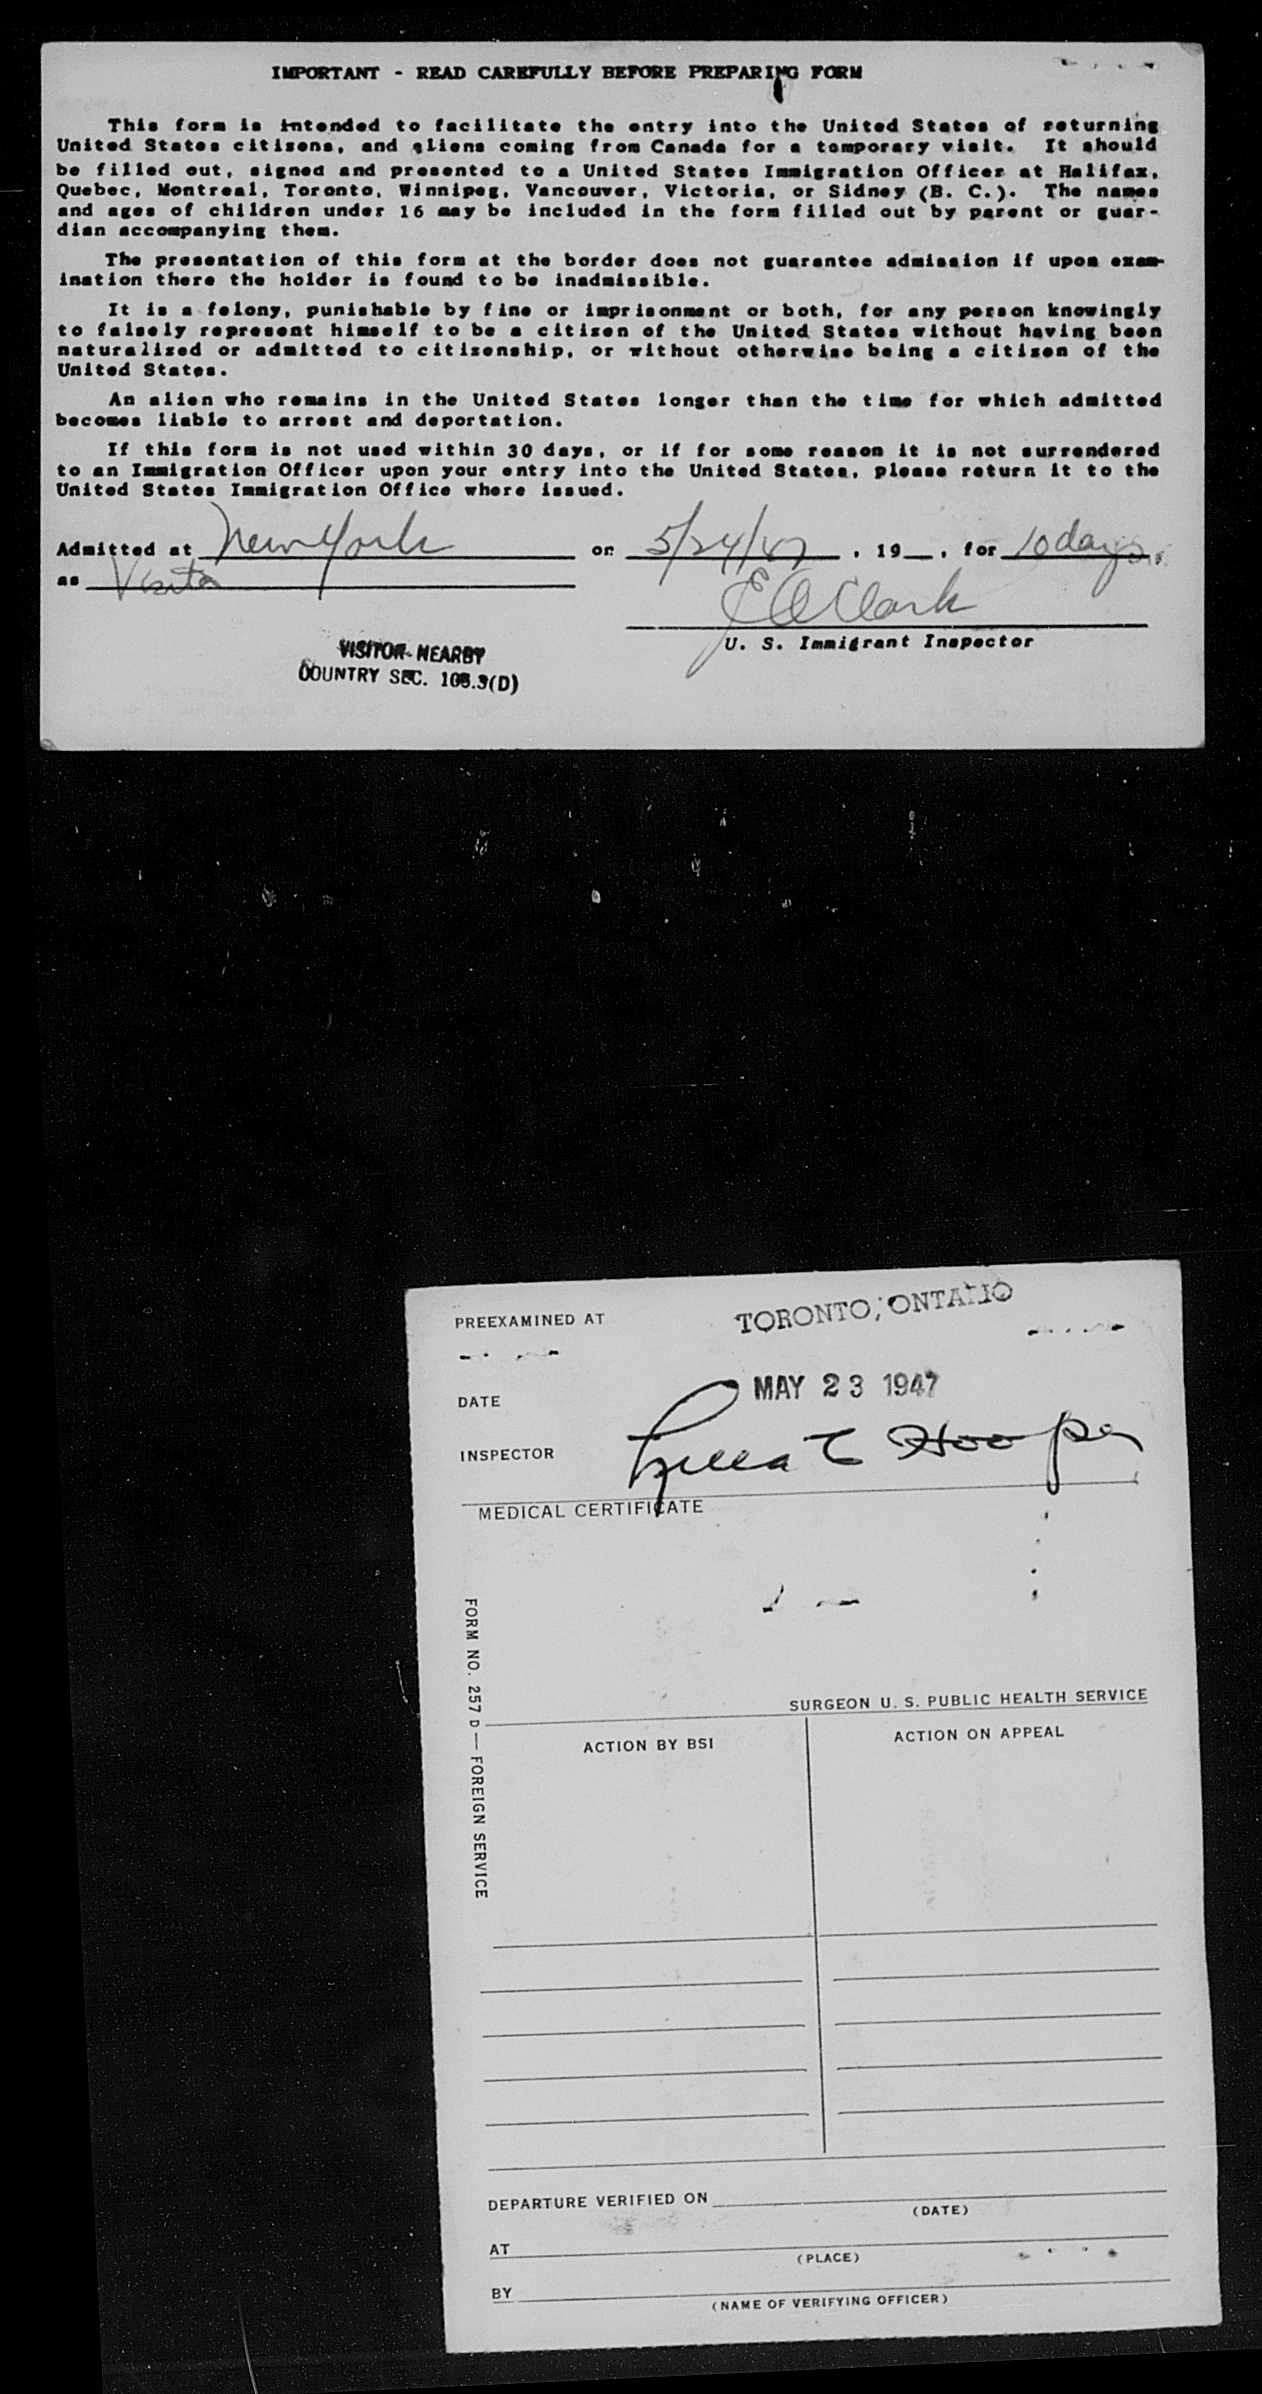 IMPORTANT - READ CAREFULLY BEFORE PREPARING FORM
This form is intended to facilitate the entry into the United States of returning
United States citizens, and aliens coming from Canada for a temporary visit. It should
be filled out, signed and presented to a United States Immigration Officer at Halifax,
Quebec, Montreal, Toronto, Winnipeg, Vancouver, Victoria, or Sidney (B. C.). The names
and ages of children under 16 may be included in the form filled out by parent or guar-
dian accompanying them.
The presentation of this form at the border does not guarantee admission if upon exam-
ination there the holder is found to be inadmissible.
It is a felony, punishable by fine or imprisonment or both, for any person knowingly
to falsely represent himself to be a citizen of the United States without having been
naturalized or admitted to citizenship, or without otherwise being a citizen of the
United States.
An alien who remains in the United States longer than the time for which admitted
becomes liable to arrest and deportation.
If this form is not used within 30 days, or if for some reason it is not surrendered
to an Immigration Officer upon your entry into the United States, please return it to the
United States Immigration Office where issued.
Admitted at New York on 5/24/47, 19__, for 10 days.
as Visitor
E A Clark
U. S. Immigrant Inspector
VISITOR- NEARBY
COUNTRY SEC. 108.3(D)
PREEXAMINED AT TORONTO, ONTARIO
DATE MAY 23 1947
INSPECTOR Hooper
MEDICAL CERTIFICATE
FORM NO. 257 D — FOREIGN SERVICE
SURGEON U. S. PUBLIC HEALTH SERVICE
ACTION BY BSI ACTION ON APPEAL
DEPARTURE VERIFIED ON
(DATE)
AT
(PLACE)
BY
(NAME OF VERIFYING OFFICER)